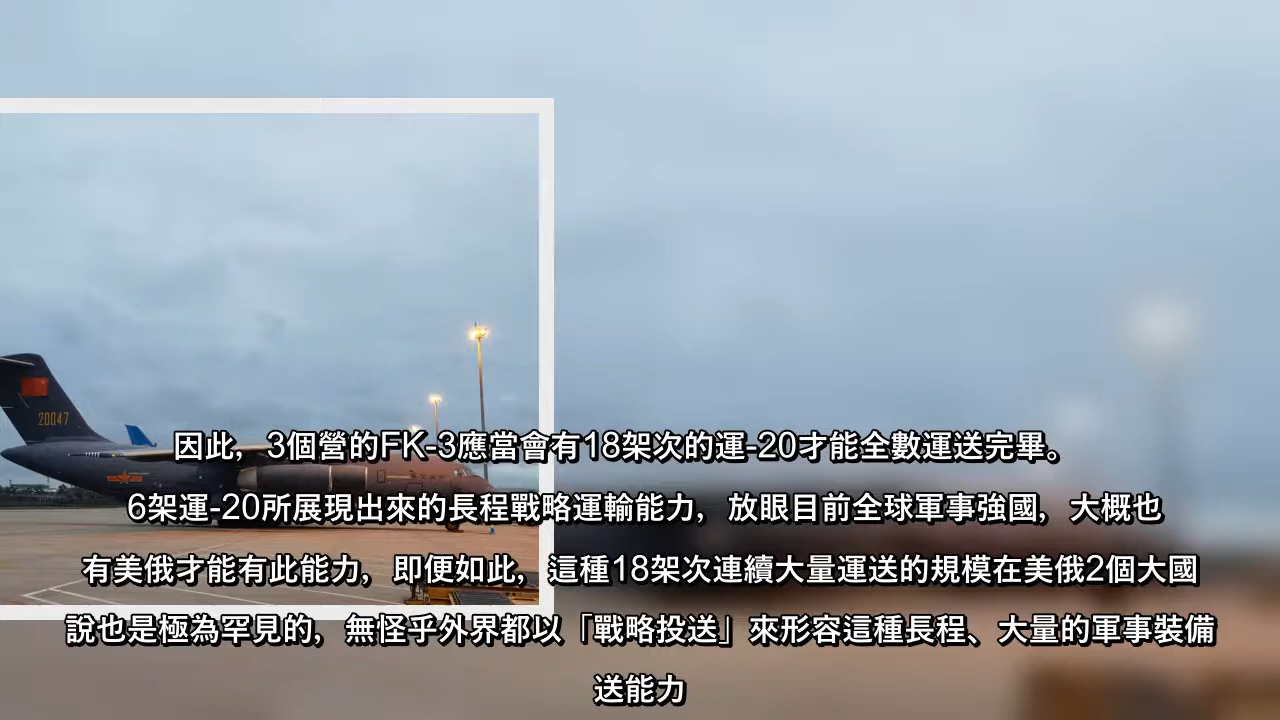 20047
因此，3個營的FK-3應當會有18架次的運-20才能全數運送完畢。
6架運-20所展現出來的長程戰略運輸能力，放眼目前全球軍事強國，大概也
有美俄才能有此能力，即便如此，這種18架次連續大量運送的規模在美俄2個大國
說也是極為罕見的，無怪乎外界都以「戰略投送」來形容這種長程、大量的軍事裝備
送能力